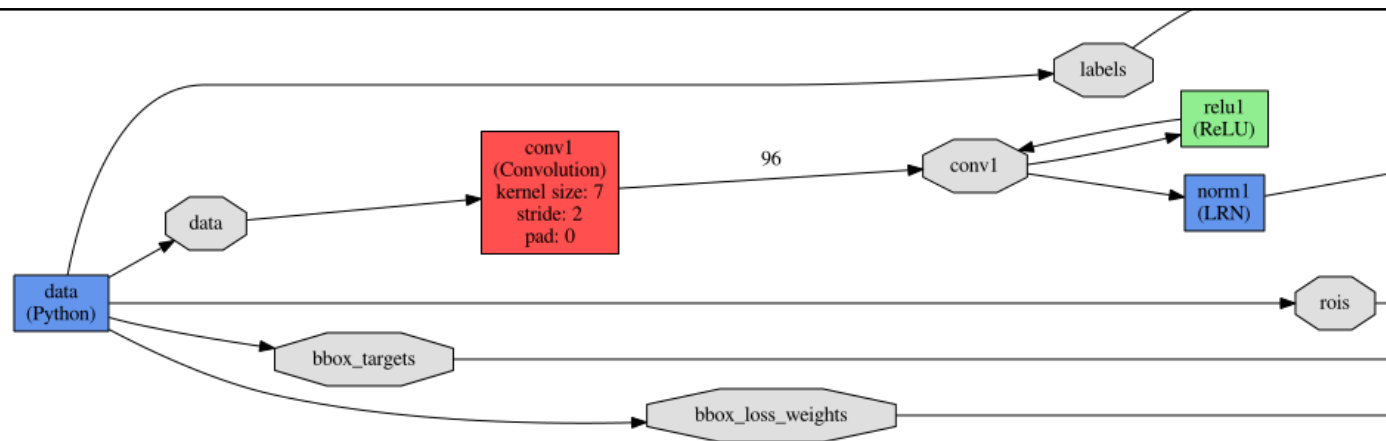 labels
relu1
(ReLU)
conv1
(Convolution)
kernel size: 7
stride: 2
pad: 0
96
conv1
norm1
(LRN)
data
data
(Python)
rois
bbox_targets
bbox_loss_weights